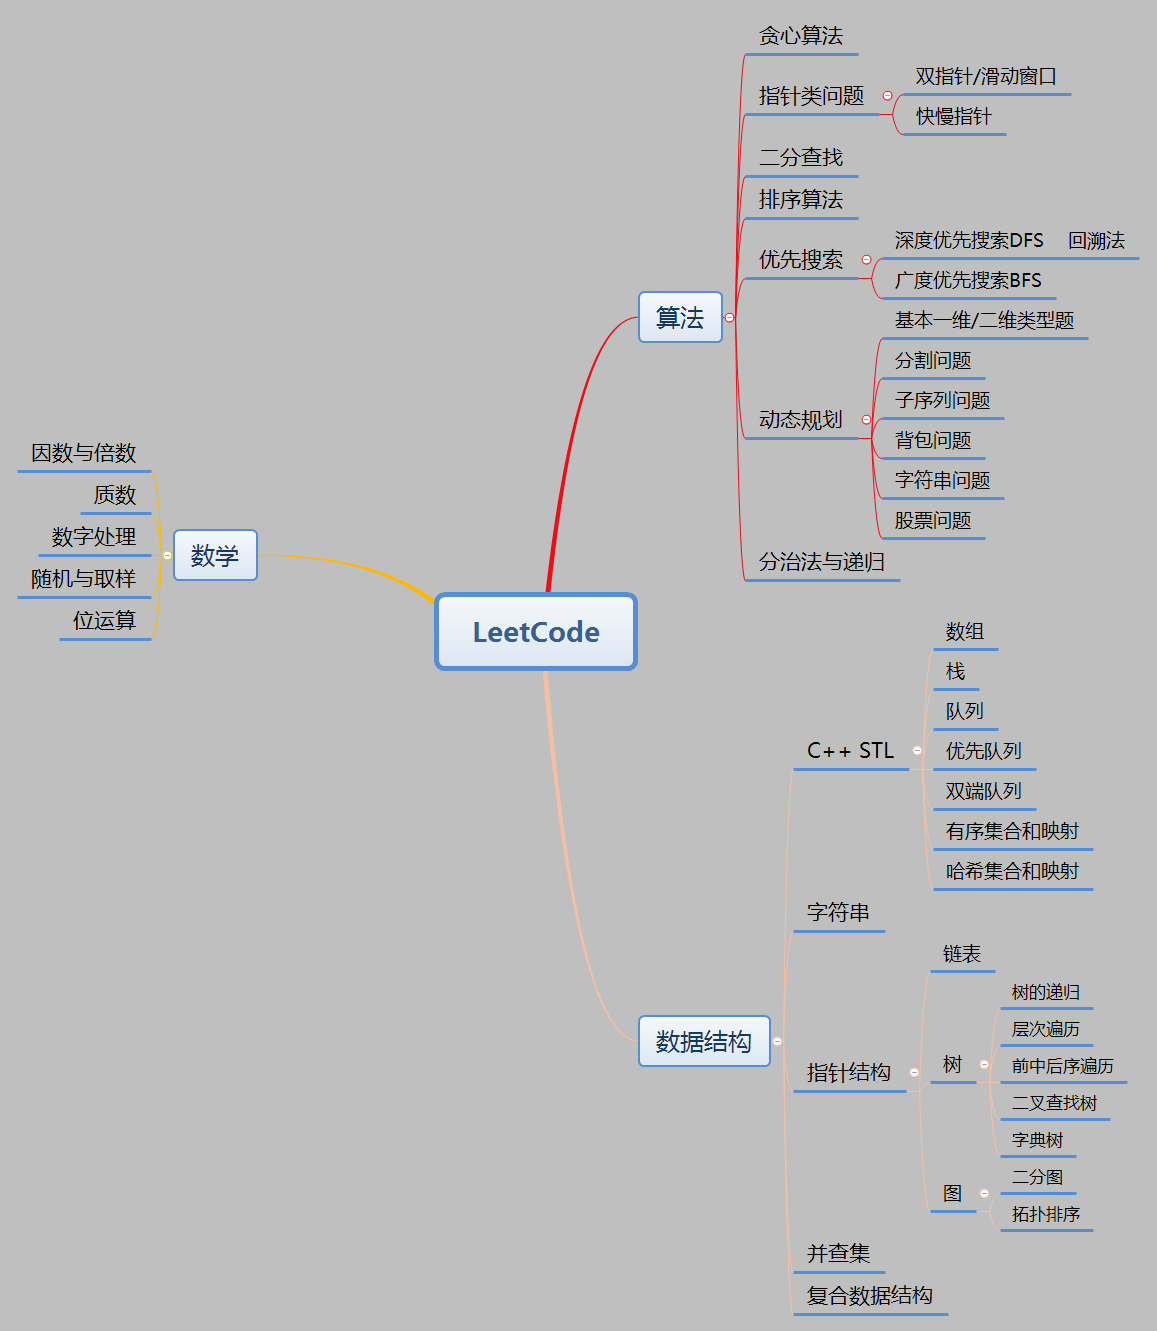 贪心算法
指针类问题
双指针/滑动窗口
快慢指针
二分查找
排序算法
优先搜索
深度优先搜索DFS 回溯法
广度优先搜索BFS
算法
动态规划
基本一维/二维类型题
分割问题
子序列问题
背包问题
字符串问题
股票问题
分治法与递归
因数与倍数
质数
数字处理
随机与取样
位运算
数学
LeetCode
C++ STL
数组
栈
队列
优先队列
双端队列
有序集合和映射
哈希集合和映射
字符串
数据结构
指针结构
链表
树
树的递归
层次遍历
前中后序遍历
二叉查找树
字典树
图
二分图
拓扑排序
并查集
复合数据结构